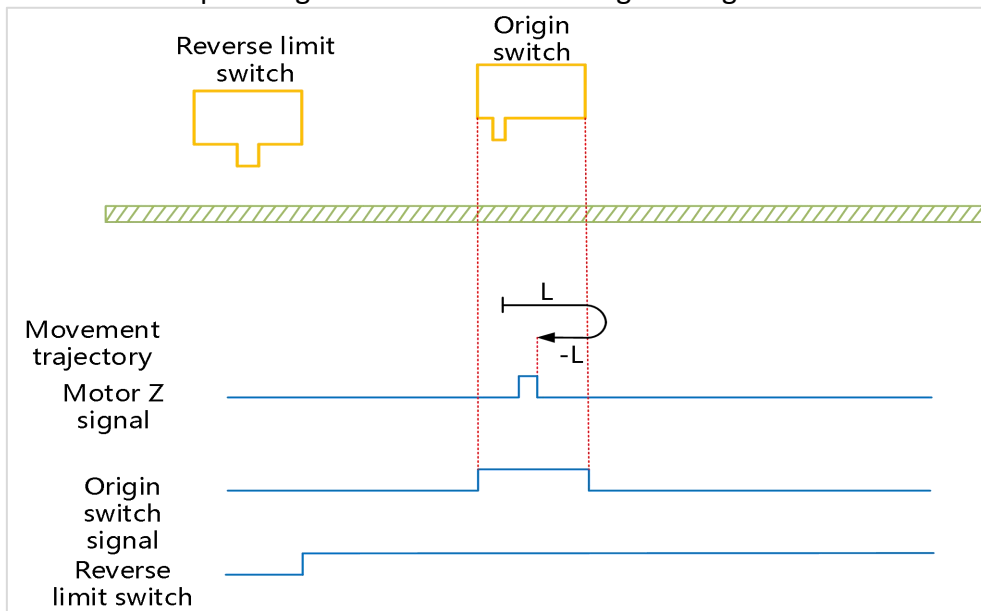 Reverse limit
switch
Origin
switch
L
-L
Movement
trajectory
Motor Z
signal
Origin
switch
signal
Reverse
limit switch